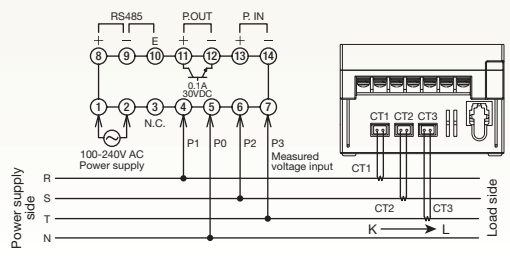 RS485 P.OUT P. IN
+ − E + − + −
8 9 10 11 12 13 14
0.1A
30VDC
1 2 3 4 5 6 7
N.C.
100-240V AC
Power supply
P1 P0 P2 P3
Measured
voltage input
CT1 CT2 CT3
CT1
CT2
CT3
K L
Power supply
side
R
S
T
N
Load side